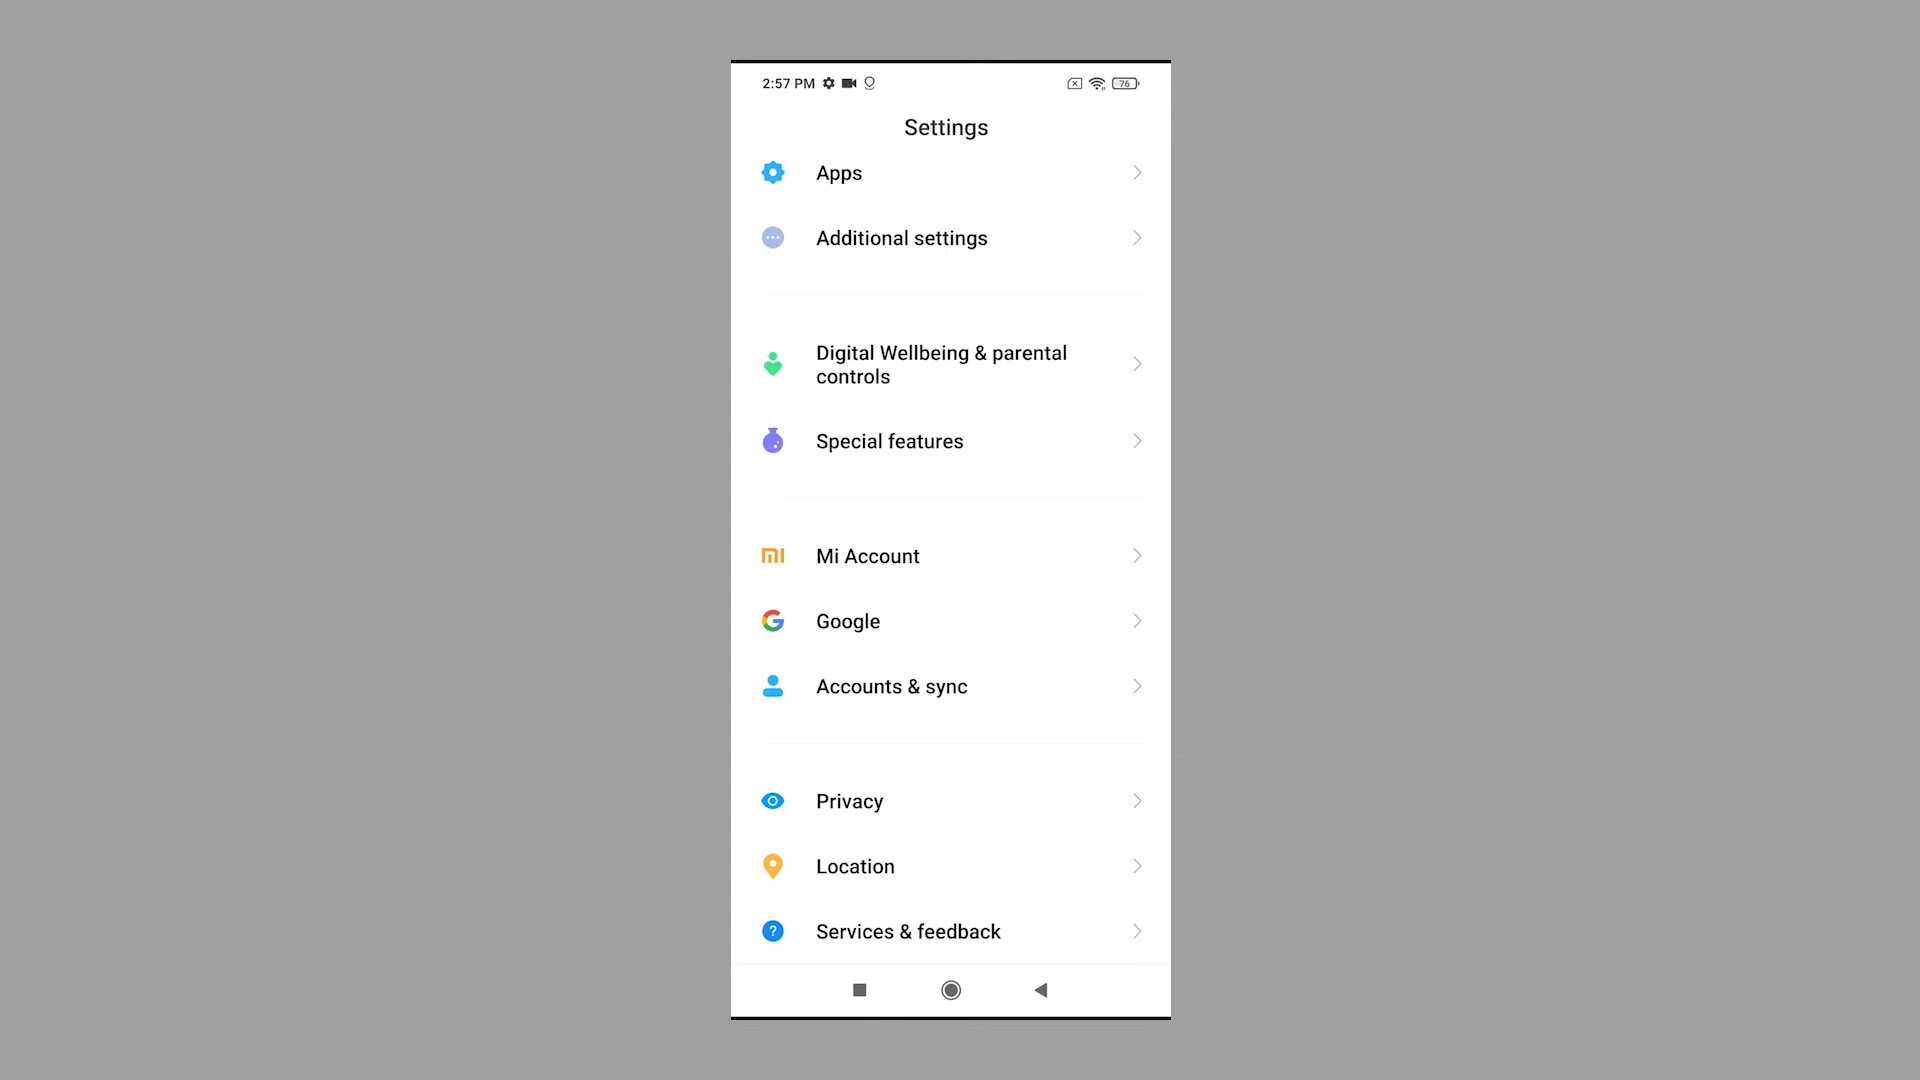 2:57 PM
76
Settings
Apps
Additional settings
Digital Wellbeing & parental
controls
Special features
Mi Account
Google
Accounts & sync
Privacy
Location
Services & feedback